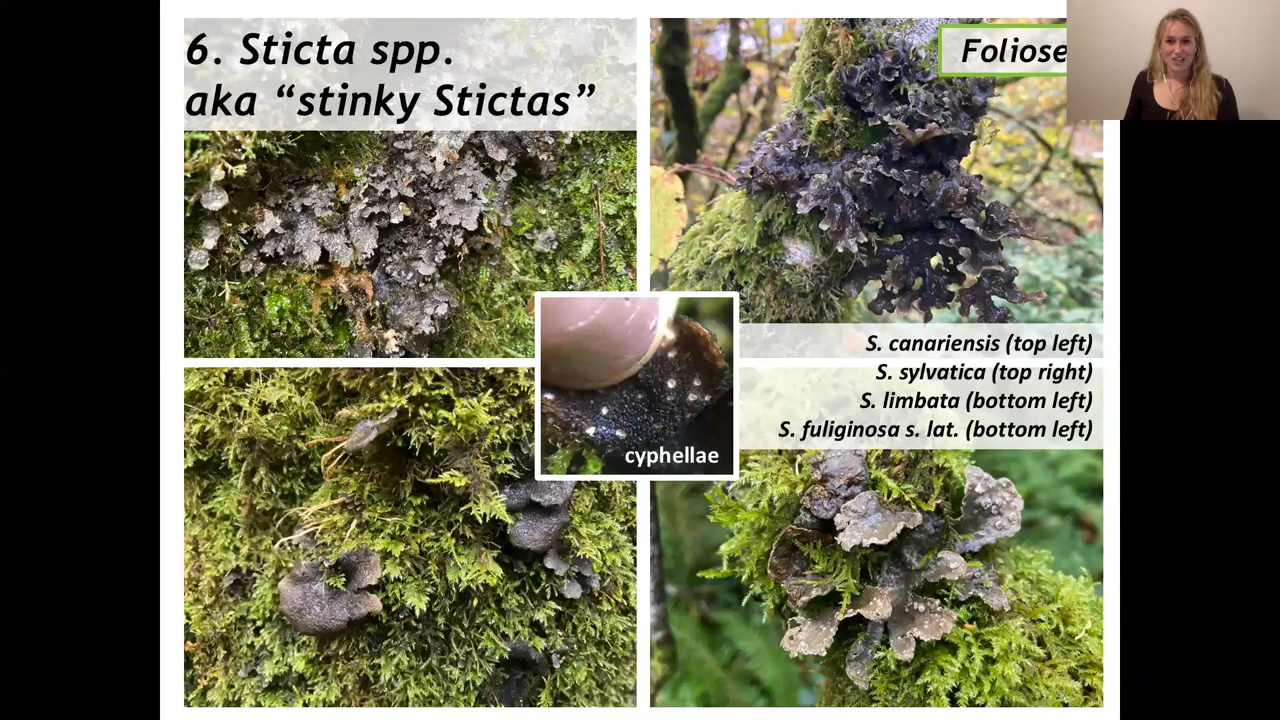 6. Sticta spp.
aka “stinky Stictas”
Foliose
S. canariensis (top left)
S. sylvatica (top right)
S. limbata (bottom left)
S. fuliginosa s. lat. (bottom left)
cyphellae